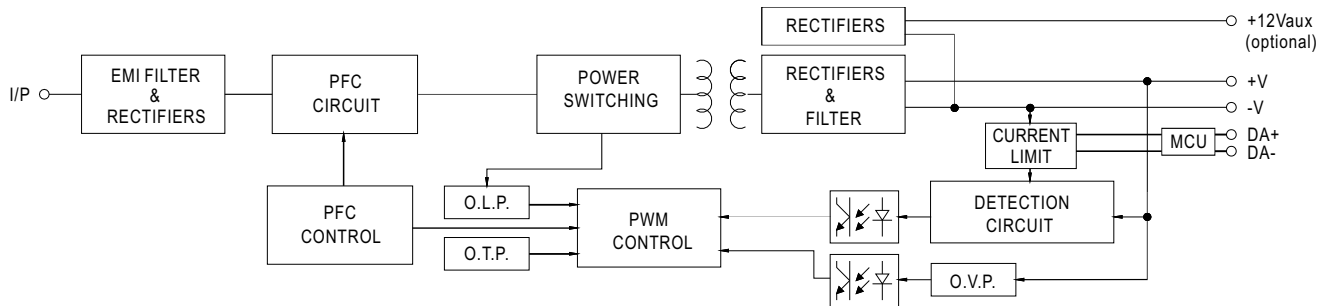 RECTIFIERS
+12Vaux
(optional)
I/P
EMI FILTER
&
RECTIFIERS
PFC
CIRCUIT
POWER
SWITCHING
RECTIFIERS
&
FILTER
+V
-V
CURRENT
LIMIT
MCU
DA+
DA-
PFC
CONTROL
O.L.P.
O.T.P.
PWM
CONTROL
DETECTION
CIRCUIT
O.V.P.